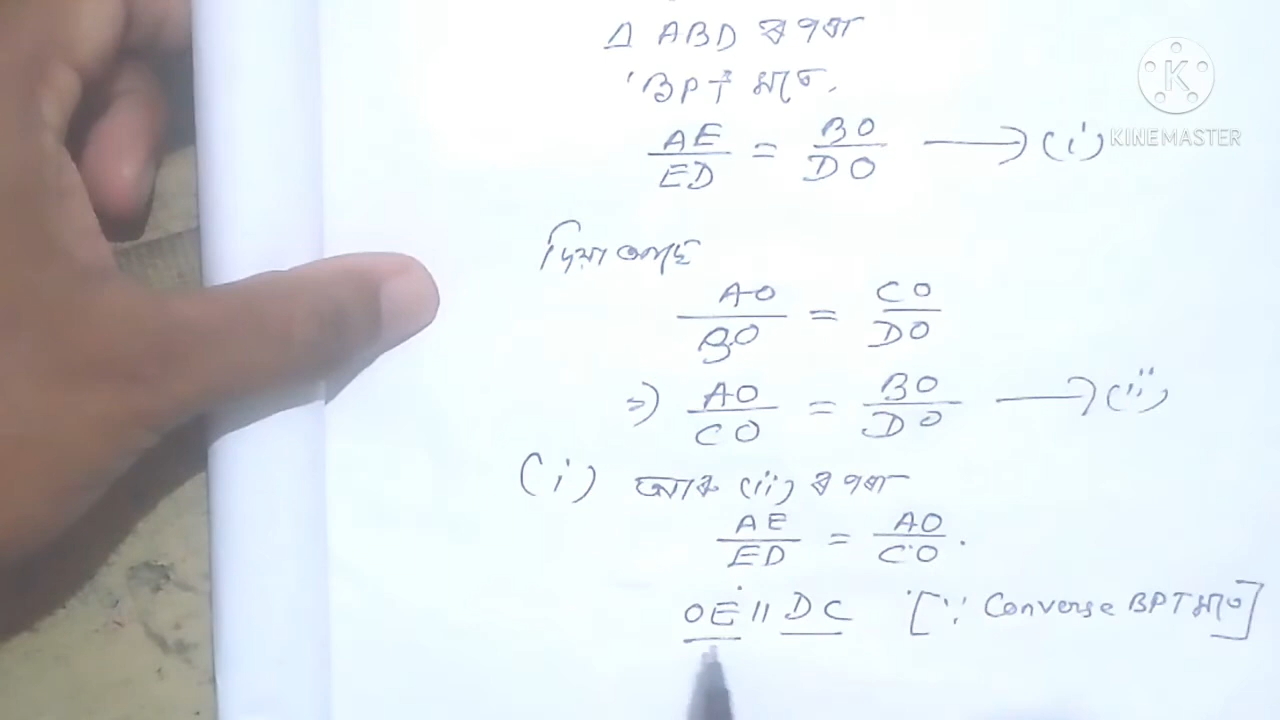 Δ ABD ৰ পৰা
BPT মতে,
AE/ED = BO/DO ⟶ (i)
KINEMASTER
দিয়া আছে
AO/BO = CO/DO
⇒ AO/CO = BO/DO ⟶ (ii)
(i) আৰু (ii) ৰ পৰা
AE/ED = AO/CO.
OE || DC [∵ Converse BPT মতে]